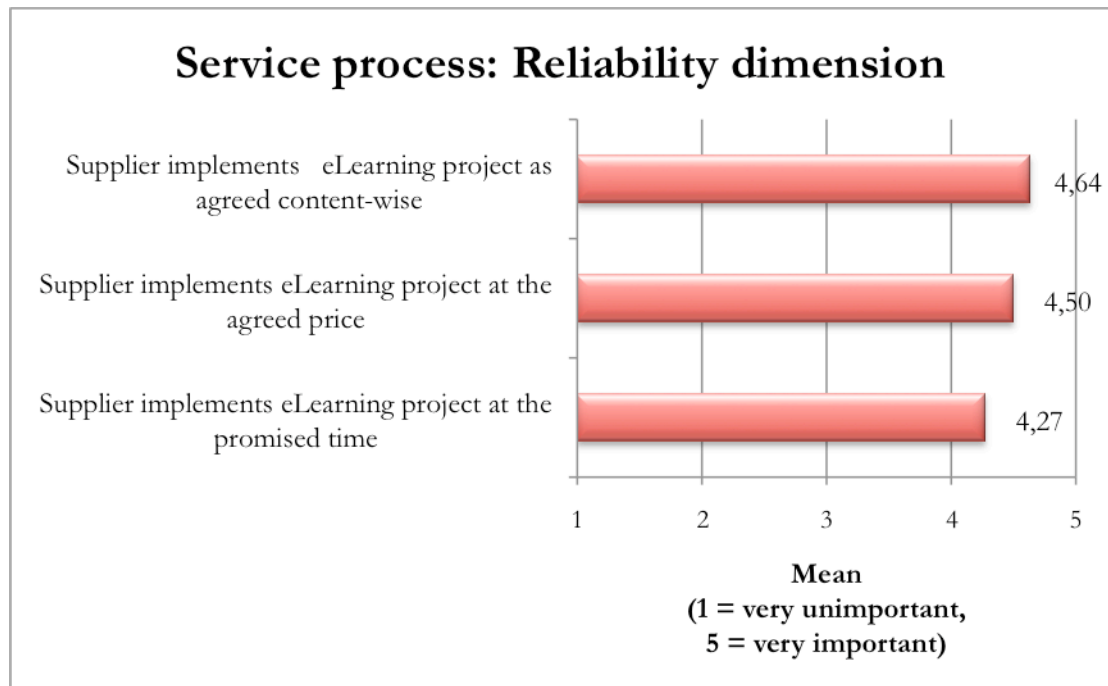 Service process: Reliability dimension
Supplier implements eLearning project as
agreed content-wise
4,64
Supplier implements eLearning project at the
agreed price
4,50
Supplier implements eLearning project at the
promised time
4,27
1 2 3 4 5
Mean
(1 = very unimportant,
5 = very important)